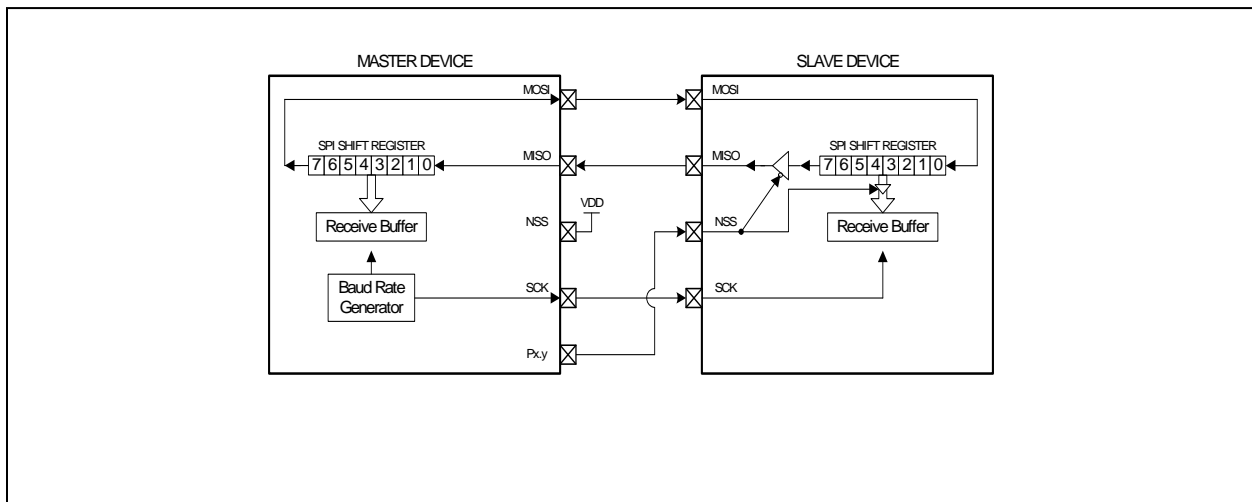 MASTER DEVICE
SLAVE DEVICE
MOSI
MOSI
SPI SHIFT REGISTER
7 6 5 4 3 2 1 0
MISO
MISO
SPI SHIFT REGISTER
7 6 5 4 3 2 1 0
Receive Buffer
NSS
VDD
NSS
Receive Buffer
Baud Rate
Generator
SCK
SCK
Px.y